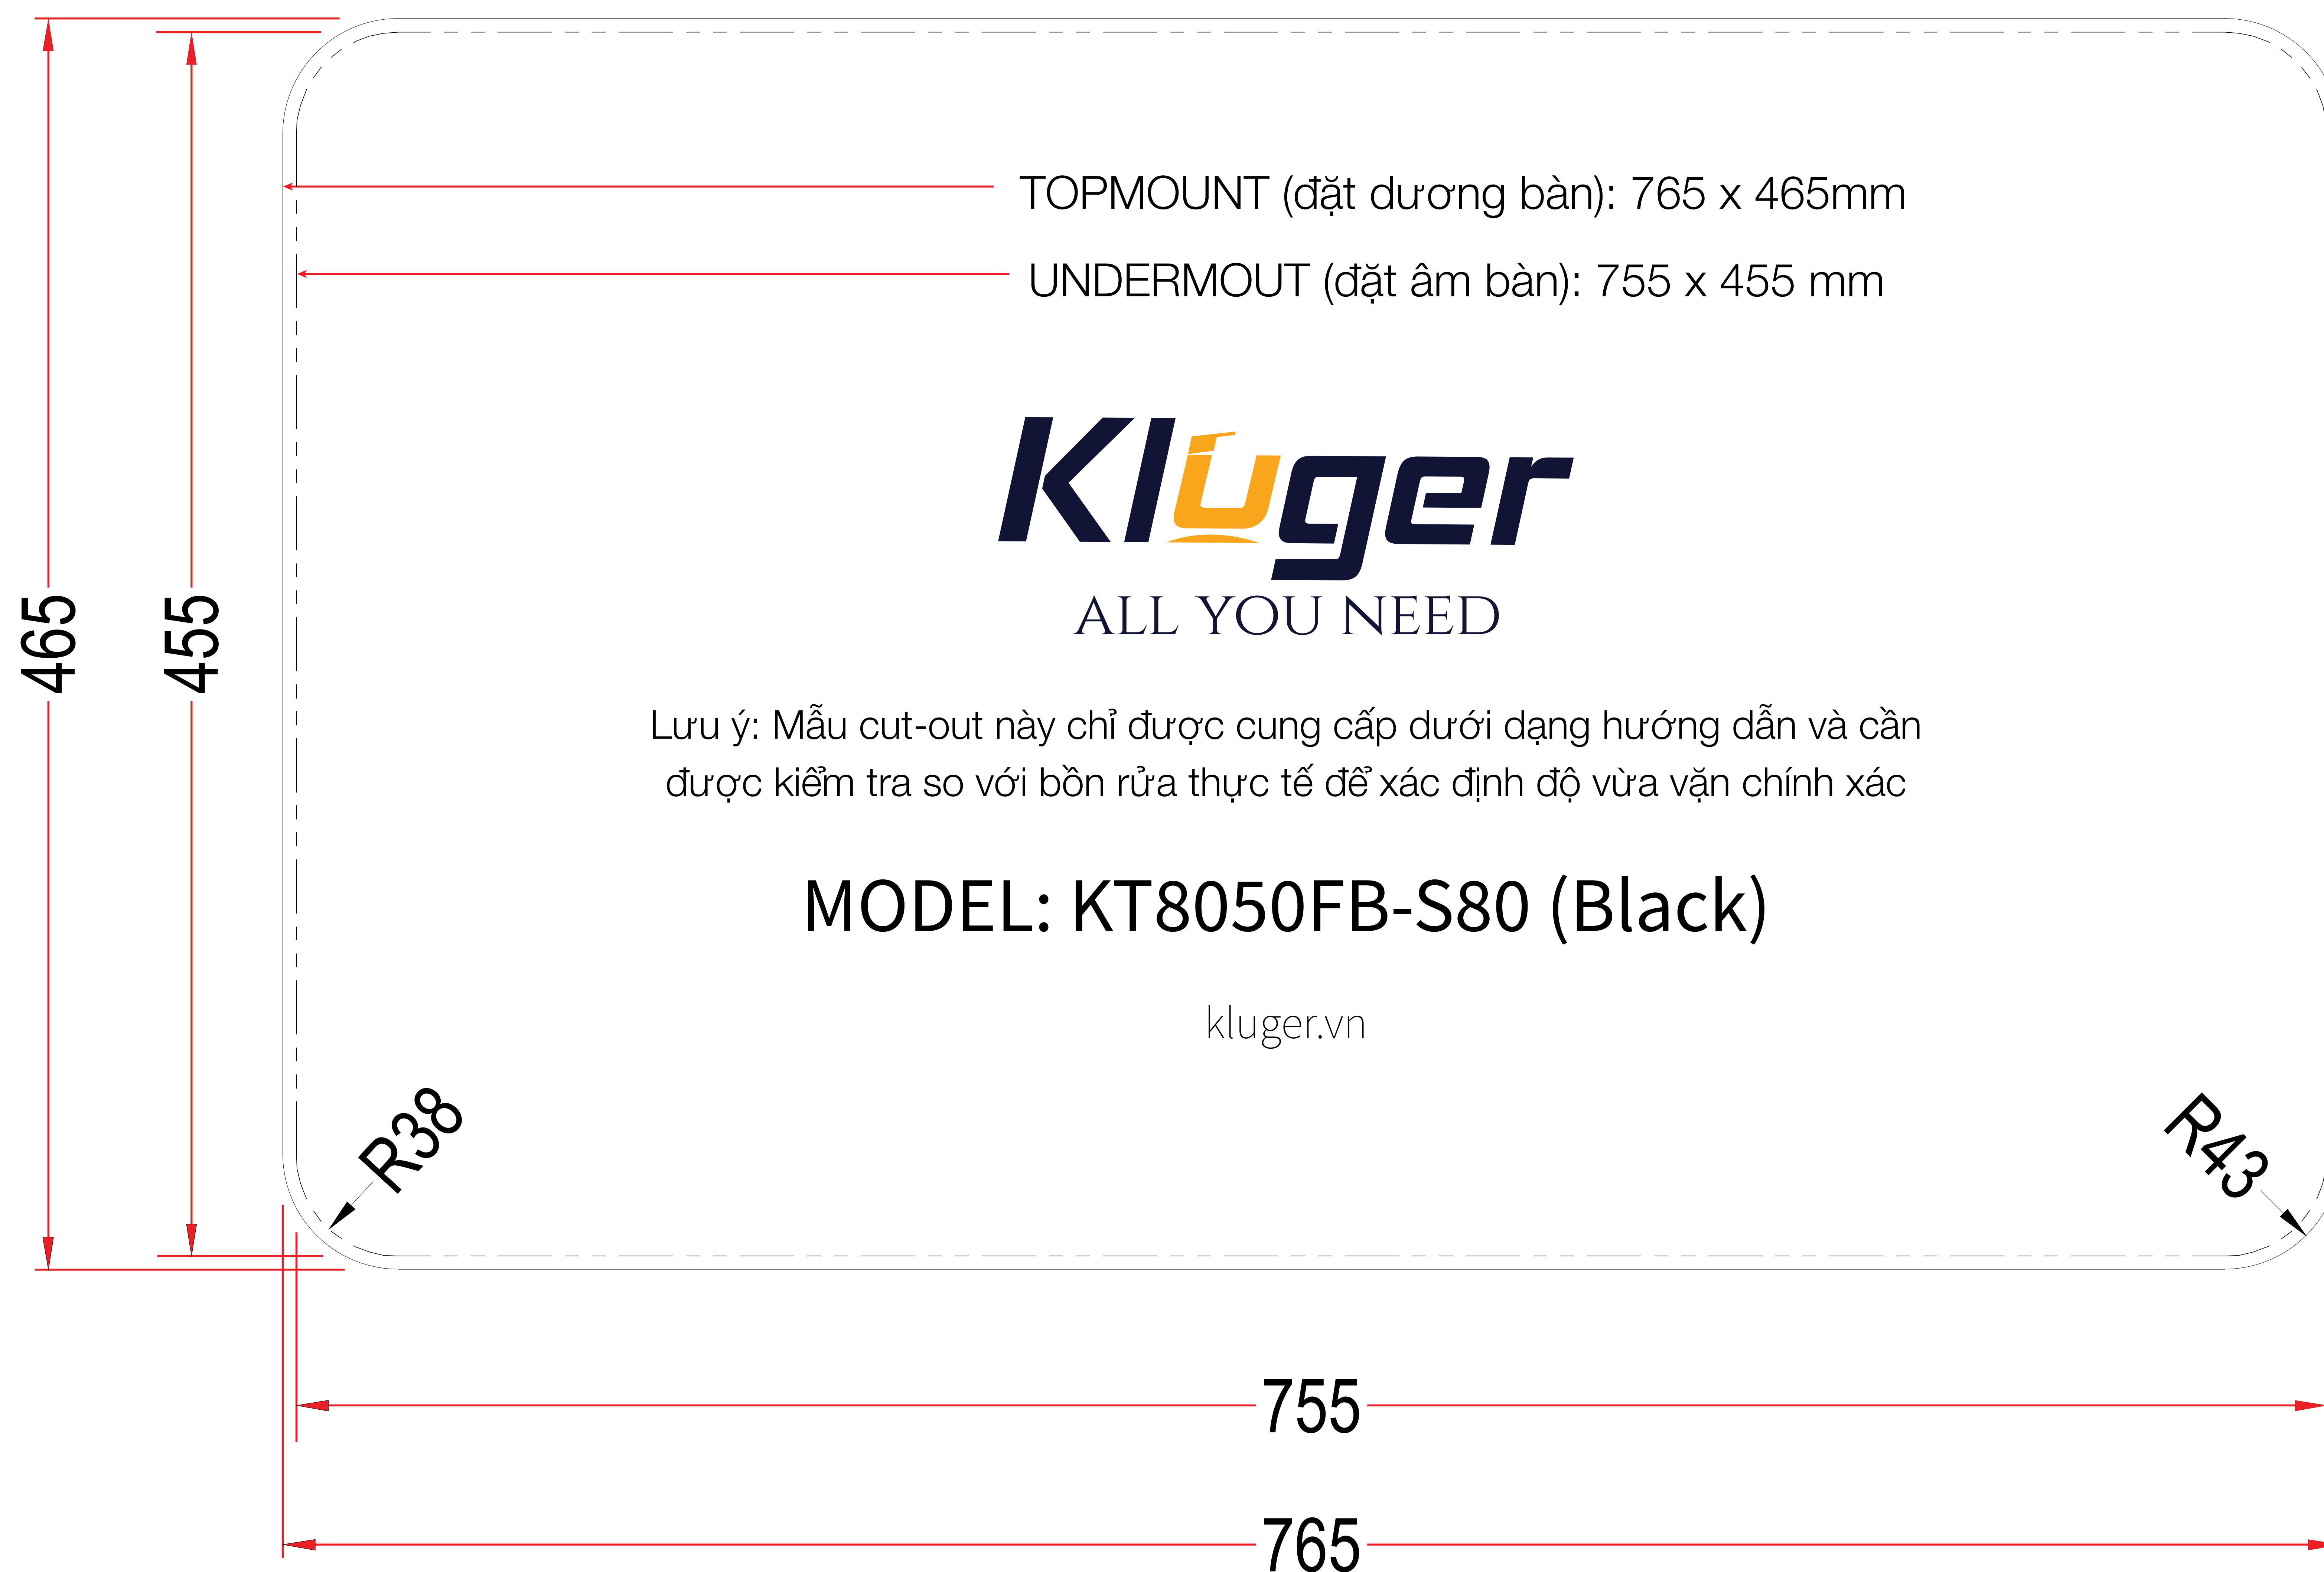 TOPMOUNT (đặt dương bàn): 765 x 465mm
UNDERMOUT (đặt âm bàn): 755 x 455 mm
465
455
Kluger
ALL YOU NEED
Lưu ý: Mẫu cut-out này chỉ được cung cấp dưới dạng hướng dẫn và cần
được kiểm tra so với bồn rửa thực tế để xác định độ vừa vặn chính xác
MODEL: KT8050FB-S80 (Black)
kluger.vn
R38
R43
755
765